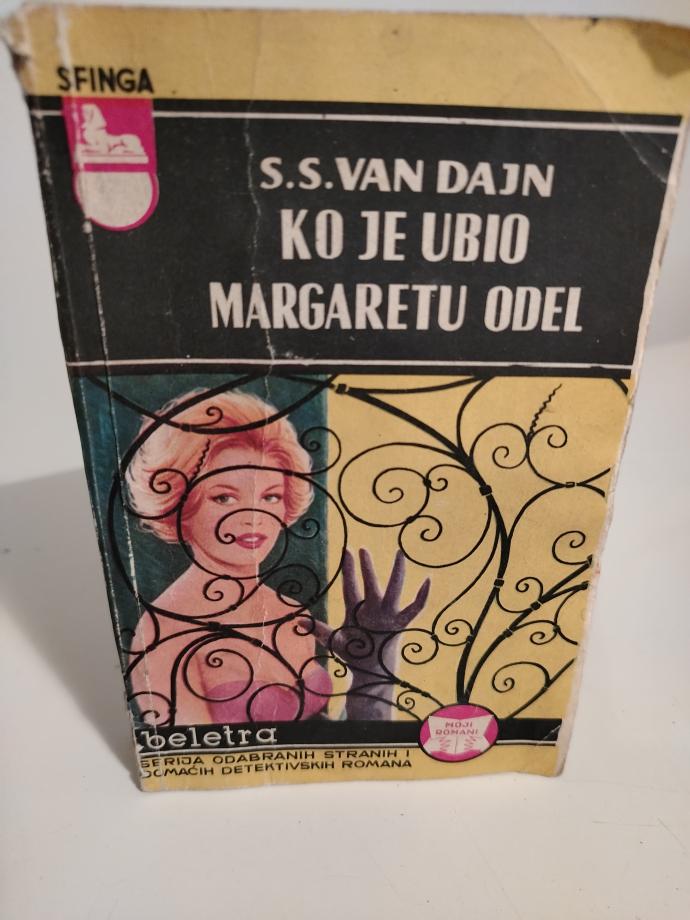 SFINGA
S.S. VAN DAJN
KO JE UBIO
MARGARETU ODEL
beletra
MOJI
ROMANI
SERIJA ODABRANIH STRANIH I
DOMAĆIH DETEKTIVSKIH ROMANA